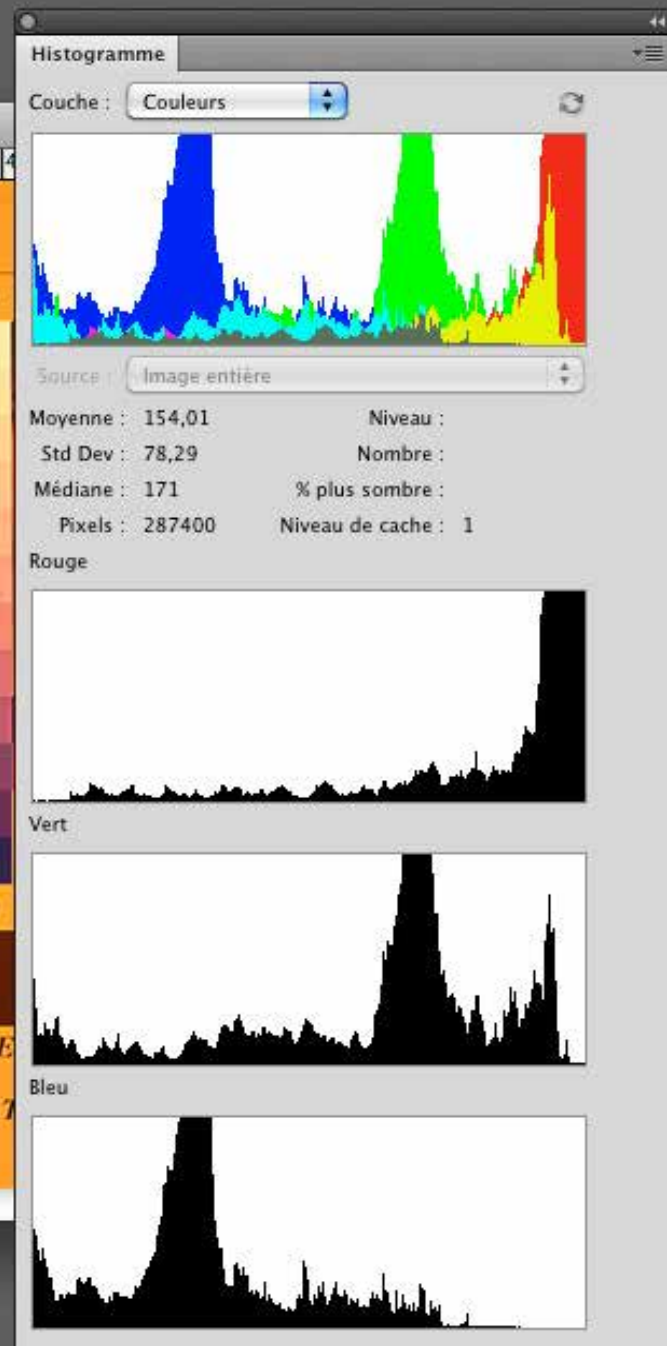 Histogramme
Couche : Couleurs
Source : Image entière
Moyenne : 154,01 Niveau :
Std Dev : 78,29 Nombre :
Médiane : 171 % plus sombre :
Pixels : 287400 Niveau de cache : 1
Rouge
Vert
Bleu